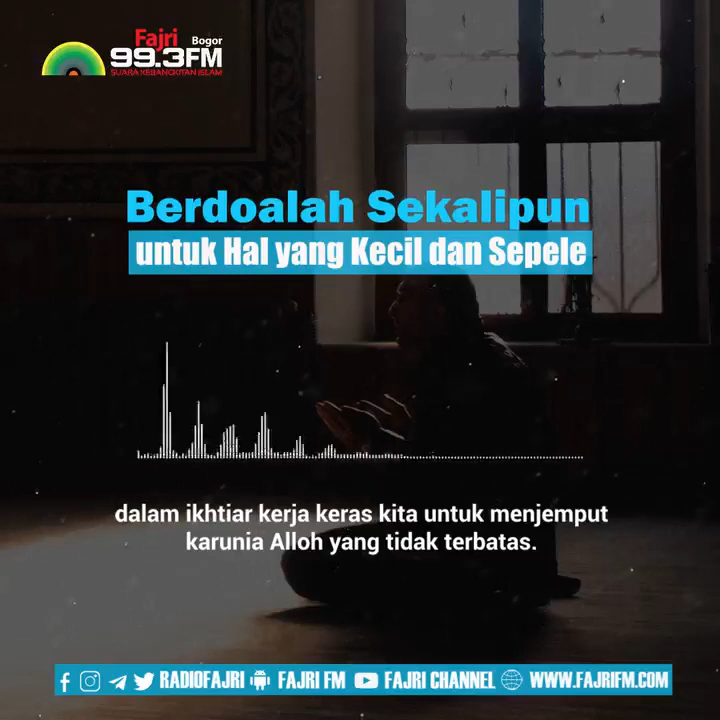 Fajri Bogor
99.3FM
SUARA KEBANGKITAN ISLAM
Berdoalah Sekalipun
untuk Hal yang Kecil dan Sepele
dalam ikhtiar kerja keras kita untuk menjemput
karunia Alloh yang tidak terbatas.
RADIOFAJRI FAJRI FM FAJRI CHANNEL WWW.FAJRIFM.COM